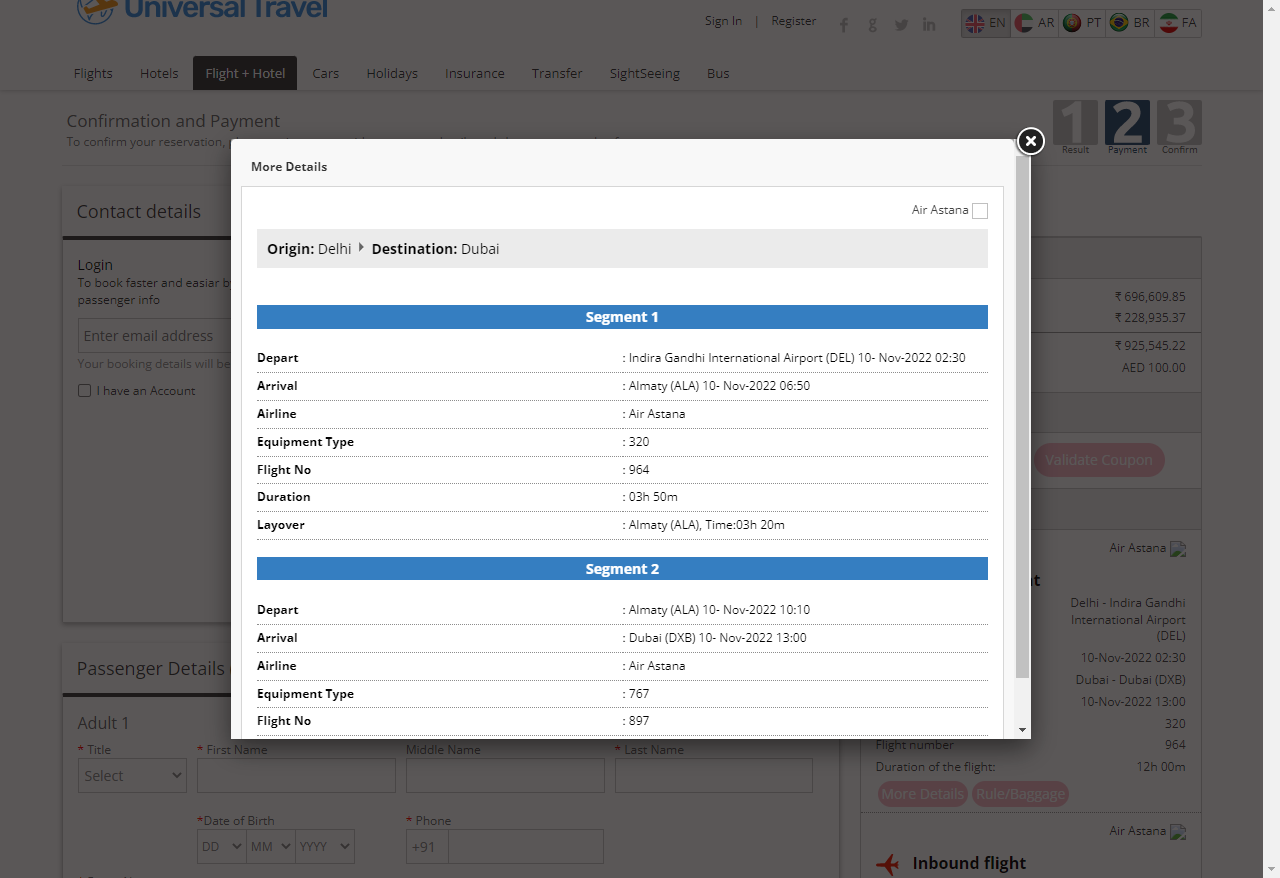 Universal Travel
Sign In | Register
EN AR PT BR FA
Flights Hotels Flight + Hotel Cars Holidays Insurance Transfer SightSeeing Bus
Confirmation and Payment
To confirm your reservation,
1 2 3
Result Payment Confirm
More Details
Air Astana
Origin: Delhi Destination: Dubai
Segment 1
Depart : Indira Gandhi International Airport (DEL) 10- Nov-2022 02:30
Arrival : Almaty (ALA) 10- Nov-2022 06:50
Airline : Air Astana
Equipment Type : 320
Flight No : 964
Duration : 03h 50m
Layover : Almaty (ALA), Time:03h 20m
Segment 2
Depart : Almaty (ALA) 10- Nov-2022 10:10
Arrival : Dubai (DXB) 10- Nov-2022 13:00
Airline : Air Astana
Equipment Type : 767
Flight No : 897
Contact details
Login
To book faster and easiar
passenger info
Enter email address
Your booking details will be
I have an Account
₹ 696,609.85
₹ 228,935.37
₹ 925,545.22
AED 100.00
Validate Coupon
Air Astana
Delhi - Indira Gandhi
International Airport
(DEL)
10-Nov-2022 02:30
Dubai - Dubai (DXB)
10-Nov-2022 13:00
320
Flight number 964
Duration of the flight: 12h 00m
More Details Rule/Baggage
Air Astana
Inbound flight
Passenger Details
Adult 1
* Title * First Name Middle Name * Last Name
Select
*Date of Birth * Phone
DD MM YYYY +91